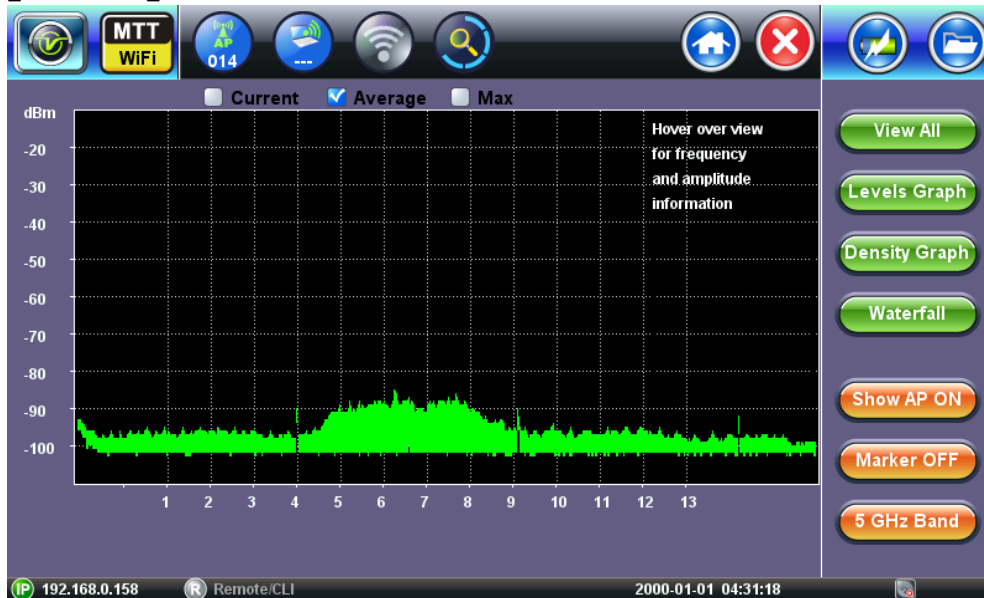 MTT
WiFi
AP
014
---
Current Average Max
dBm
-20
-30
-40
-50
-60
-70
-80
-90
-100
Hover over view
for frequency
and amplitude
information
1 2 3 4 5 6 7 8 9 10 11 12 13
View All
Levels Graph
Density Graph
Waterfall
Show AP ON
Marker OFF
5 GHz Band
IP 192.168.0.158
R Remote/CLI
2000-01-01 04:31:18